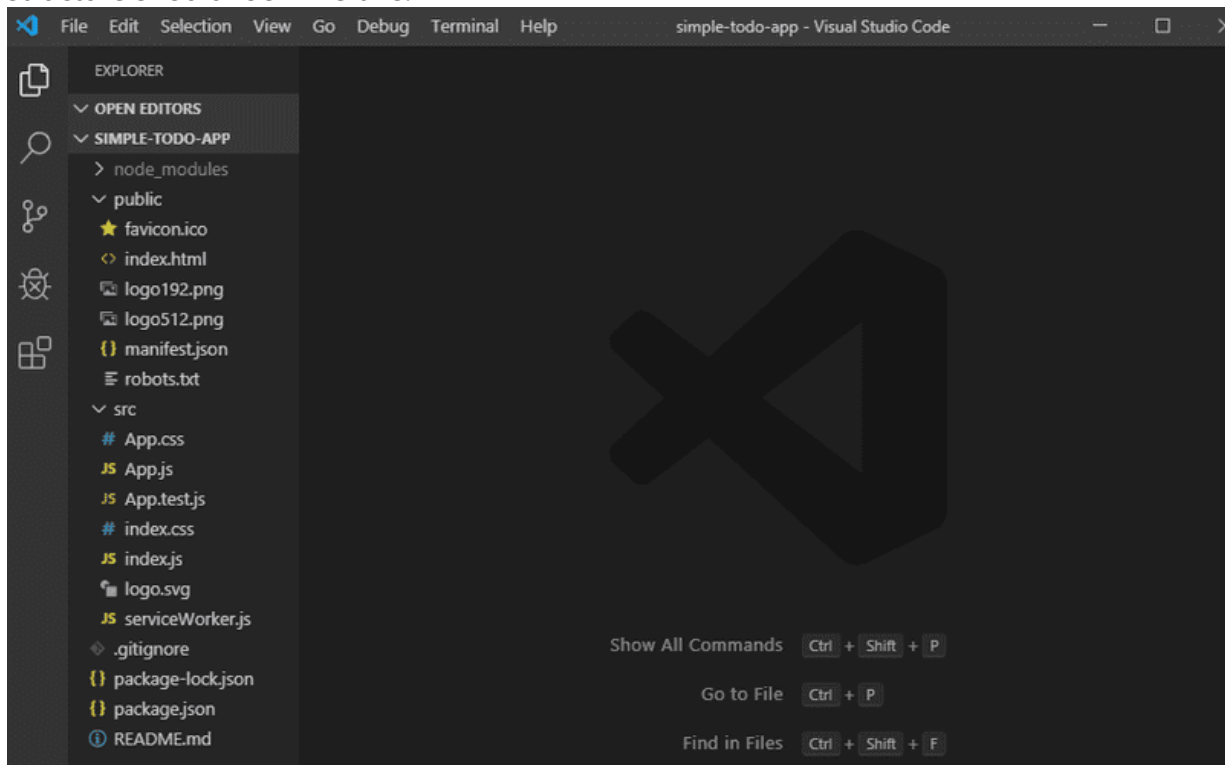 File Edit Selection View Go Debug Terminal Help simple-todo-app - Visual Studio Code
EXPLORER
OPEN EDITORS
SIMPLE-TODO-APP
node_modules
public
favicon.ico
index.html
logo192.png
logo512.png
manifest.json
robots.txt
src
App.css
App.js
App.test.js
index.css
index.js
logo.svg
serviceWorker.js
.gitignore
package-lock.json
package.json
README.md
Show All Commands Ctrl + Shift + P
Go to File Ctrl + P
Find in Files Ctrl + Shift + F